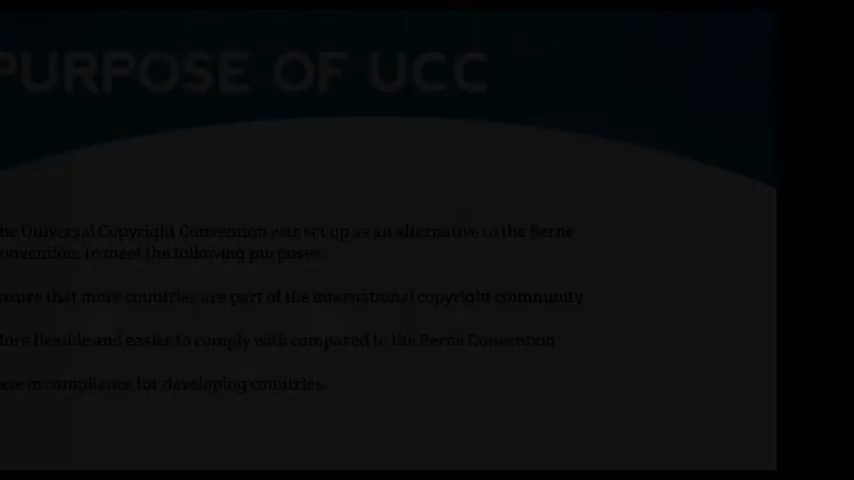 PURPOSE OF UCC
he Universal Copyright Convention was set up as an alternative to the Berne
onvention, to meet the following purposes:
nsure that more countries are part of the international copyright community
More flexible and easier to comply with compared to the Berne Convention
ase in compliance for developing countries.